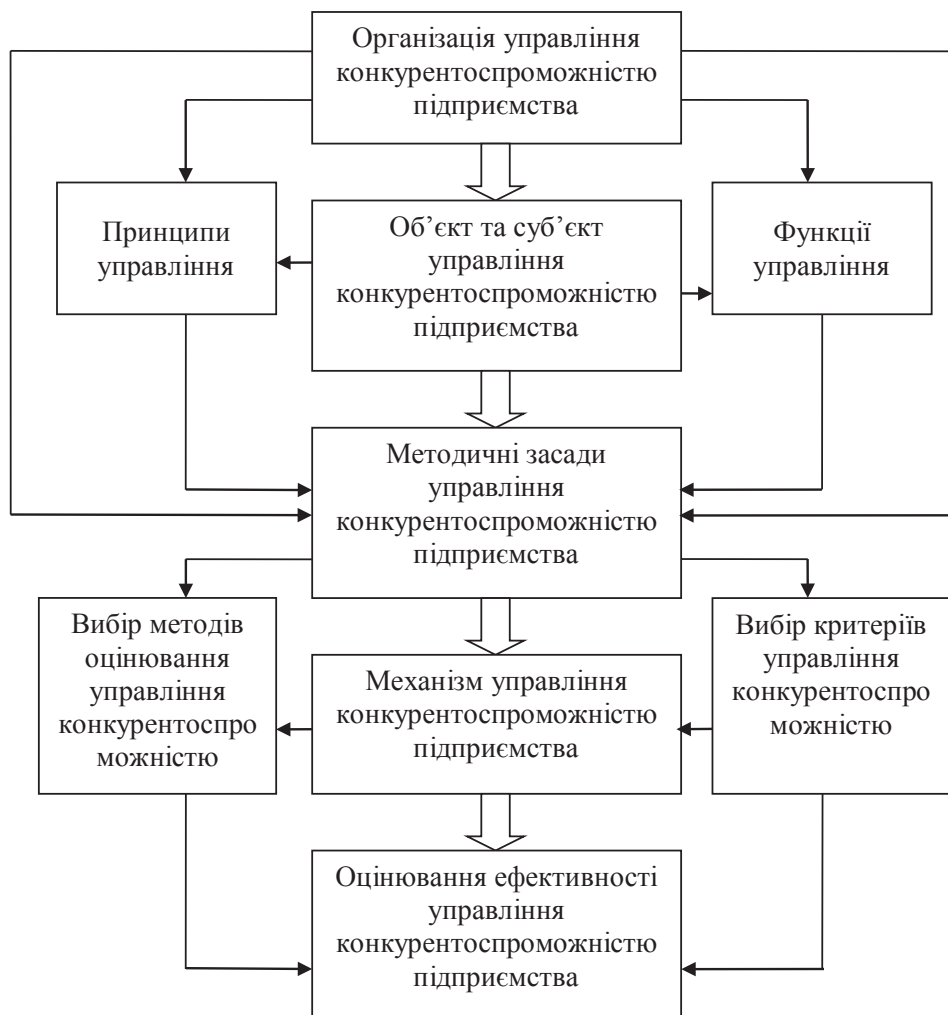 Організація управління
конкурентоспроможністю
підприємства
Принципи
управління
Об’єкт та суб’єкт
управління
конкурентоспроможністю
підприємства
Функції
управління
Методичні засади
управління
конкурентоспроможністю
підприємства
Вибір методів
оцінювання
управління
конкурентоспро
можністю
Механізм управління
конкурентоспроможністю
підприємства
Вибір критеріїв
управління
конкурентоспро
можністю
Оцінювання ефективності
управління
конкурентоспроможністю
підприємства